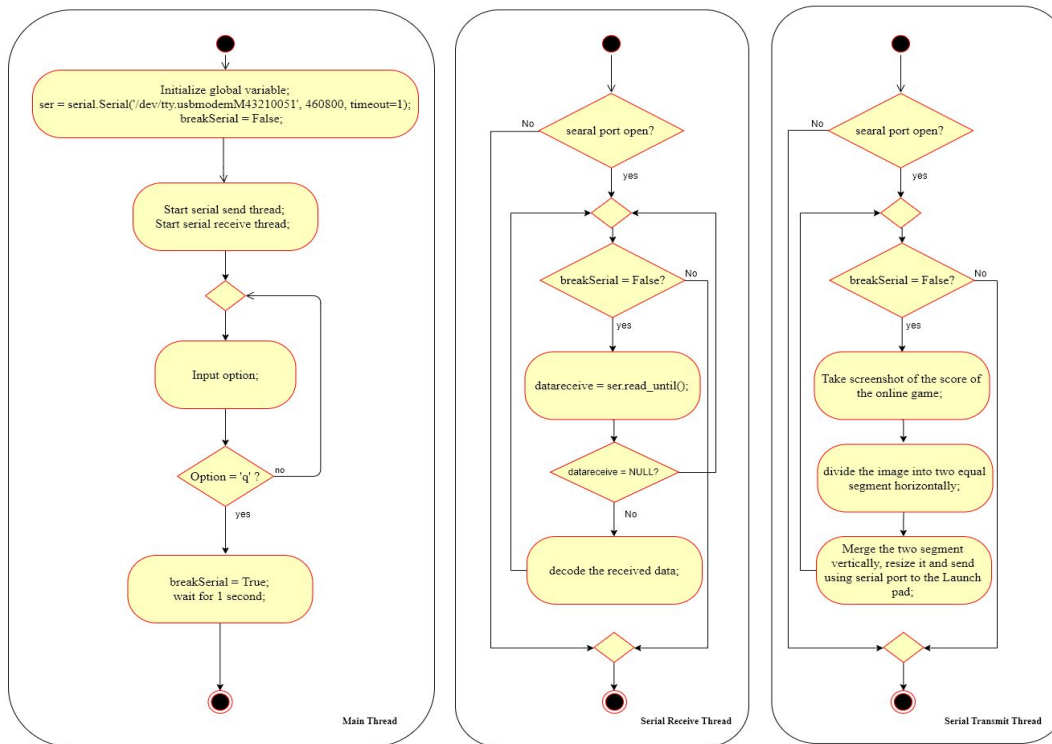 Initialize global variable;
ser = serial.Serial('/dev/tty.usbmodemM43210051', 460800, timeout=1);
breakSerial = False;
Start serial send thread;
Start serial receive thread;
Input option;
Option = 'q' ?
no
yes
breakSerial = True;
wait for 1 second;
Main Thread
searal port open?
No
yes
breakSerial = False?
No
yes
datareceive = ser.read_until();
datareceive = NULL?
No
decode the received data;
Serial Receive Thread
searal port open?
No
yes
breakSerial = False?
No
yes
Take screenshot of the score of
the online game;
divide the image into two equal
segment horizontally;
Merge the two segment
vertically, resize it and send
using serial port to the Launch
pad;
Serial Transmit Thread